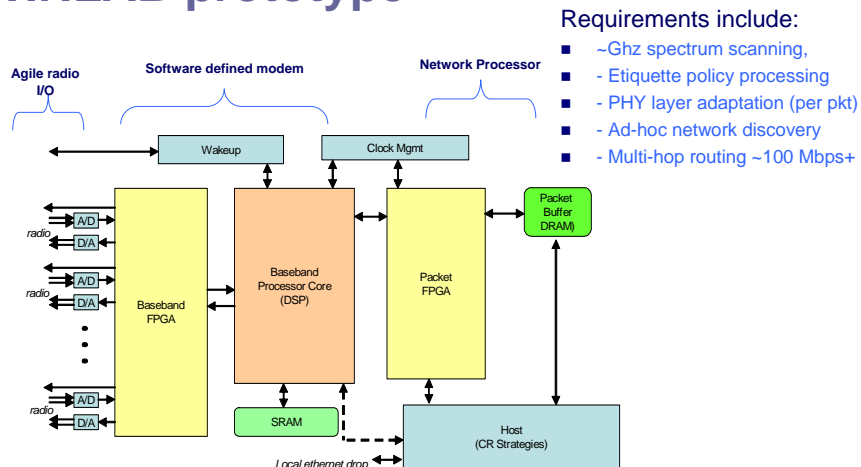 prototype
Requirements include:
~Ghz spectrum scanning,
- Etiquette policy processing
- PHY layer adaptation (per pkt)
- Ad-hoc network discovery
- Multi-hop routing ~100 Mbps+
Agile radio
I/O
Software defined modem
Network Processor
Wakeup
Clock Mgmt
A/D
radio
D/A
A/D
radio
D/A
A/D
radio
D/A
Baseband
FPGA
Baseband
Processor Core
(DSP)
Packet
FPGA
Packet
Buffer
DRAM)
SRAM
Host
(CR Strategies)
Local ethernet drop